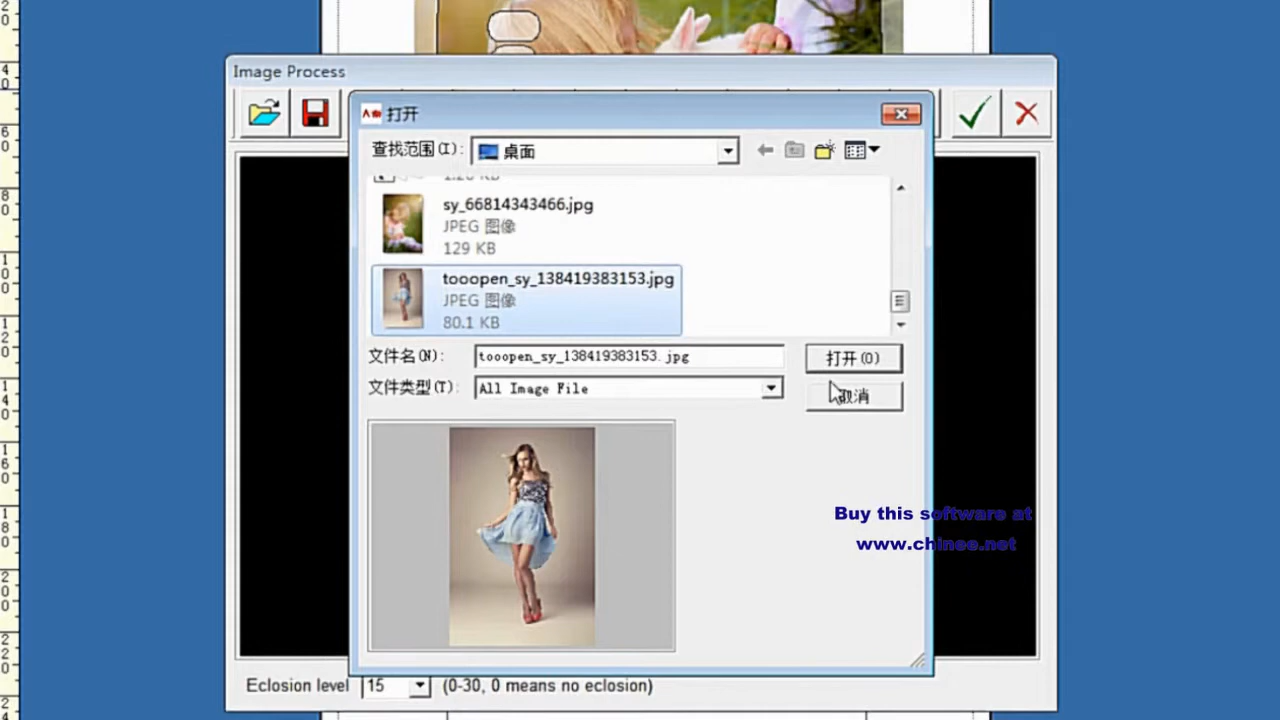 Image Process
打开
查找范围(I):
桌面
sy_66814343466.jpg
JPEG 图像
129 KB
tooopen_sy_138419383153.jpg
JPEG 图像
80.1 KB
文件名(N):
tooopen_sy_138419383153.jpg
打开(O)
文件类型(T):
All Image File
取消
Buy this software at
www.chinee.net
Eclosion level
15
(0-30, 0 means no eclosion)